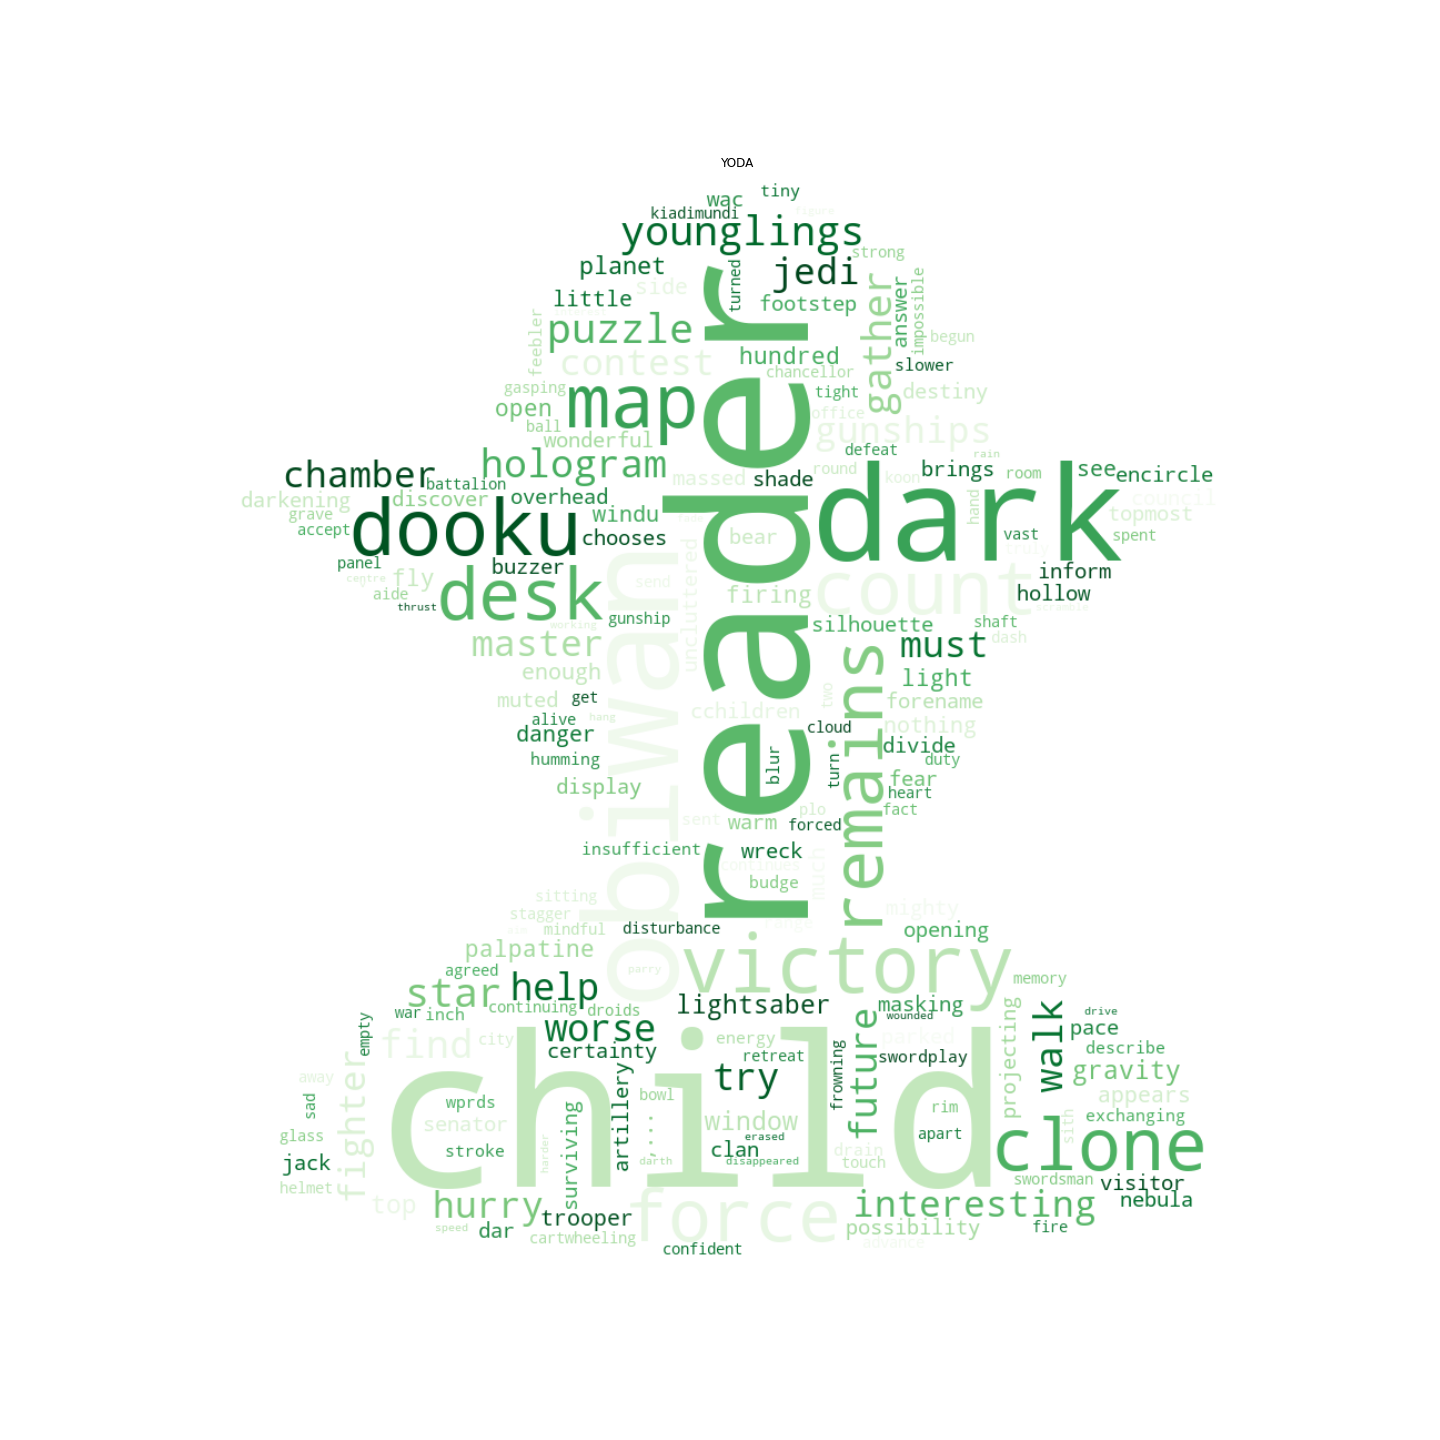 YODA
tiny
wac
kiadimundi
figure
younglings
strong
planet
jedi
turned
side
little
footstep
gather
answer
impossible
puzzle
feebler
begun
contest
hundred
slower
chancellor
gasping
map
reader
tight
destiny
open
office
ball
gunships
wonderful
defeat
rain
hologram
chamber
battalion
massed
shade
round
koon
brings
room
see
encircle
darkening
discover
overhead
dark
hand
council
grave
windu
topmost
accept
dooku
chooses
bear
vast
spent
truly
panel
buzzer
centre
fly
desk
send
uncluttered
count
inform
aide
firing
hollow
thrust
scramble
gunship
working
silhouette
shaft
master
obiwan
must
dash
enough
remains
light
muted
get
two
forename
cchildren
alive
hang
cloud
nothing
danger
divide
humming
blur
turn
duty
display
fear
heart
sent
warm
plo
forced
fact
insufficient
wreck
continues
much
budge
sitting
stagger
mighty
mindful
disturbance
opening
palpatine
victory
agreed
parry
memory
star
help
lightsaber
masking
continuing
droids
war
inch
wounded
drive
worse
future
projecting
walk
pace
empty
find
city
certainty
energy
parked
retreat
swordplay
describe
frowning
gravity
fighter
away
child
try
artillery
bowl
wprds
rim
appears
sad
surviving
window
exchanging
senator
sith
glass
stroke
harder
erased
apart
clone
clan
drain
jack
darth
disappeared
touch
helmet
swordsman
visitor
top
hurry
force
interesting
nebula
trooper
speed
dar
cartwheeling
possibility
fire
advance
confident